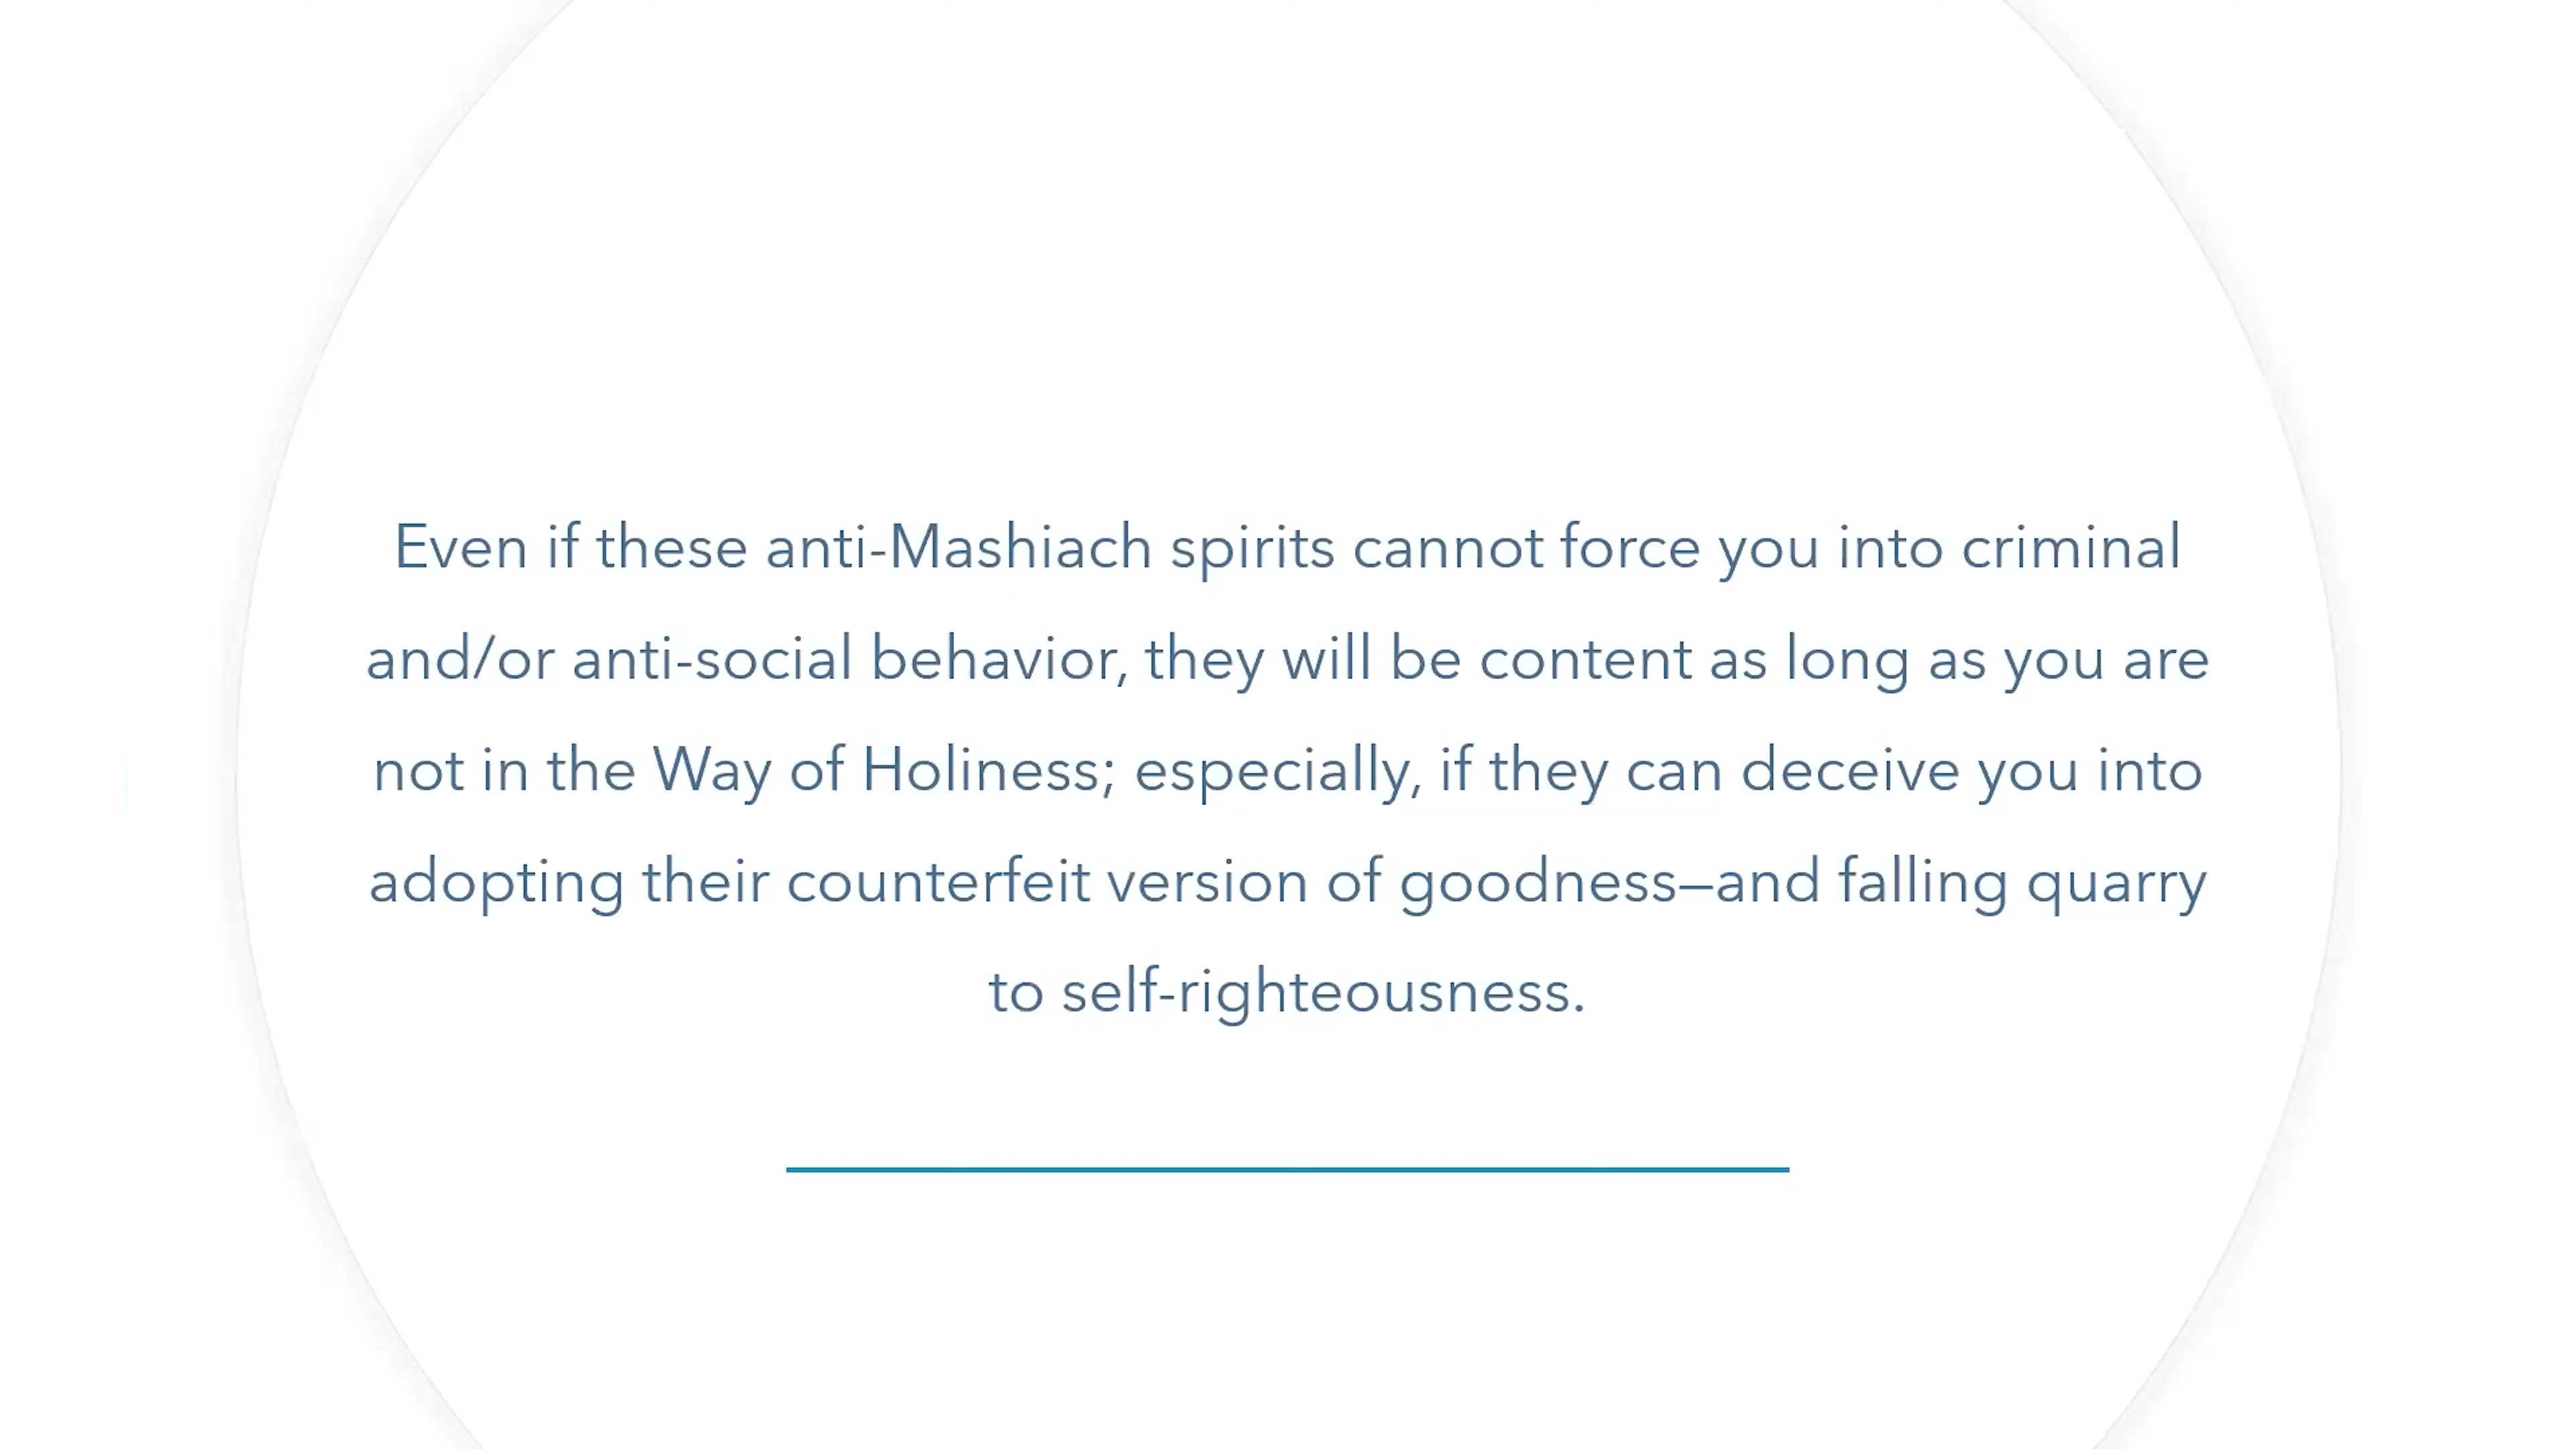 Even if these anti-Mashiach spirits cannot force you into criminal
and/or anti-social behavior, they will be content as long as you are
not in the Way of Holiness; especially, if they can deceive you into
adopting their counterfeit version of goodness—and falling quarry
to self-righteousness.